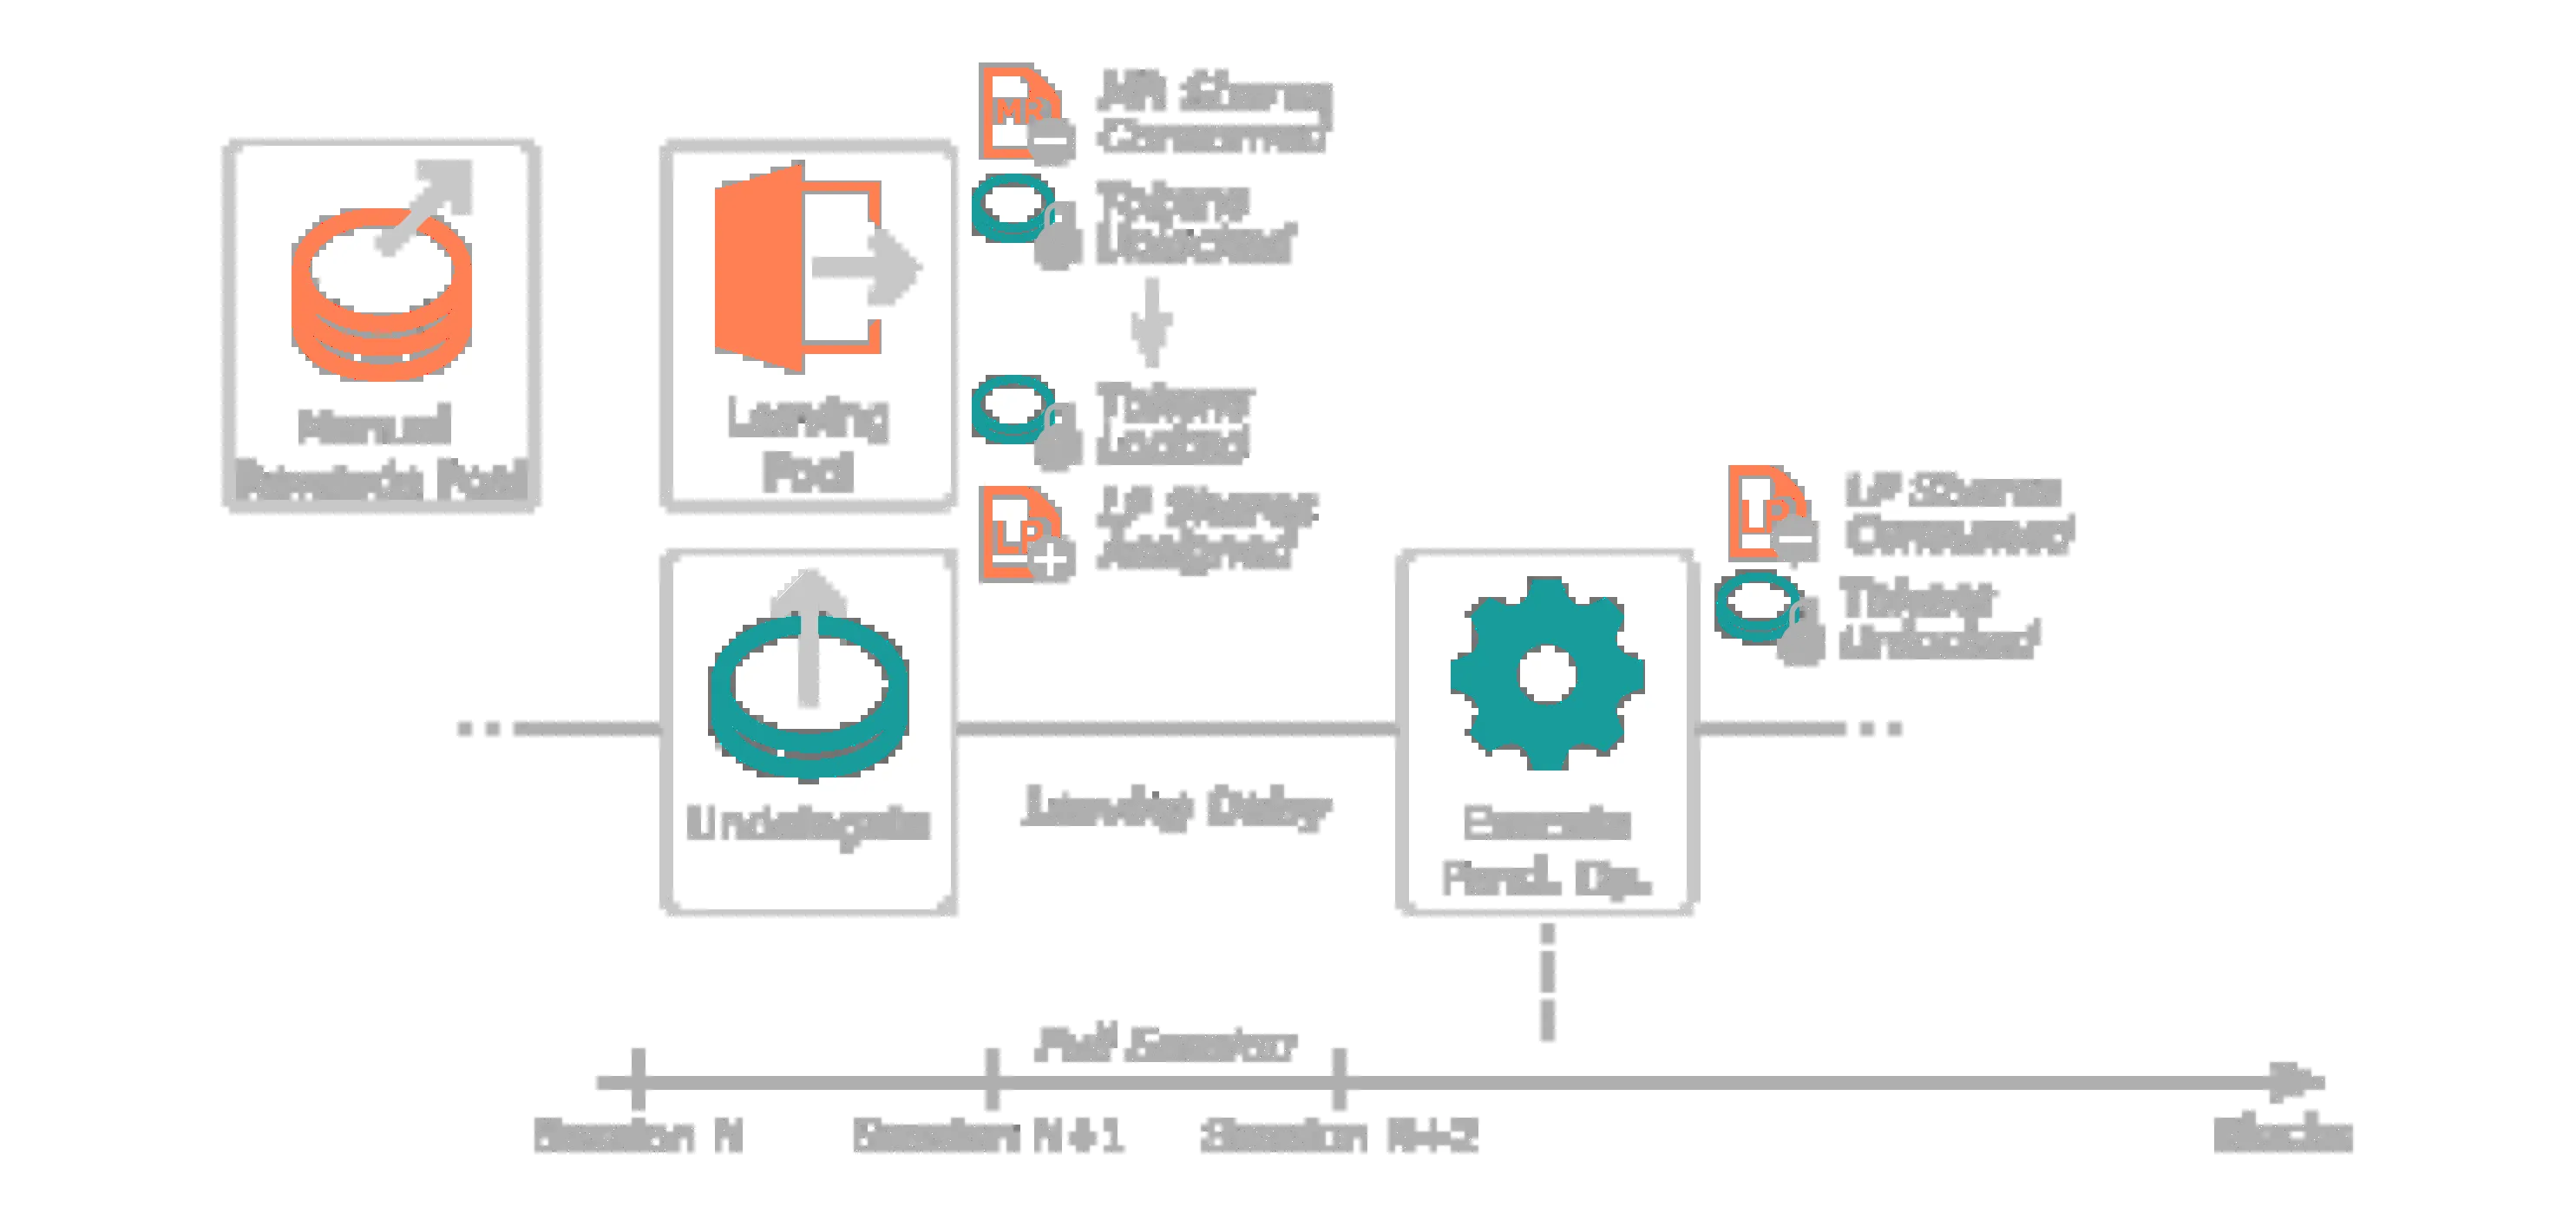 MR Shares
Consumed
Tokens
Unlocked
Manual
Rewards Pool
Leaving
Pool
Tokens
Locked
LP Shares
Assigned
LP Shares
Consumed
Tokens
Unlocked
Undelegate
Leaving Delay
Execute
Pend. Op.
Full Session
Session N
Session N+1
Session N+2
Blocks
MR
LP
LP